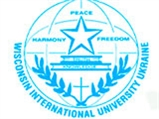 PEACE
HARMONY
FREEDOM
WISCONSIN INTERNATIONAL UNIVERSITY UKRAINE